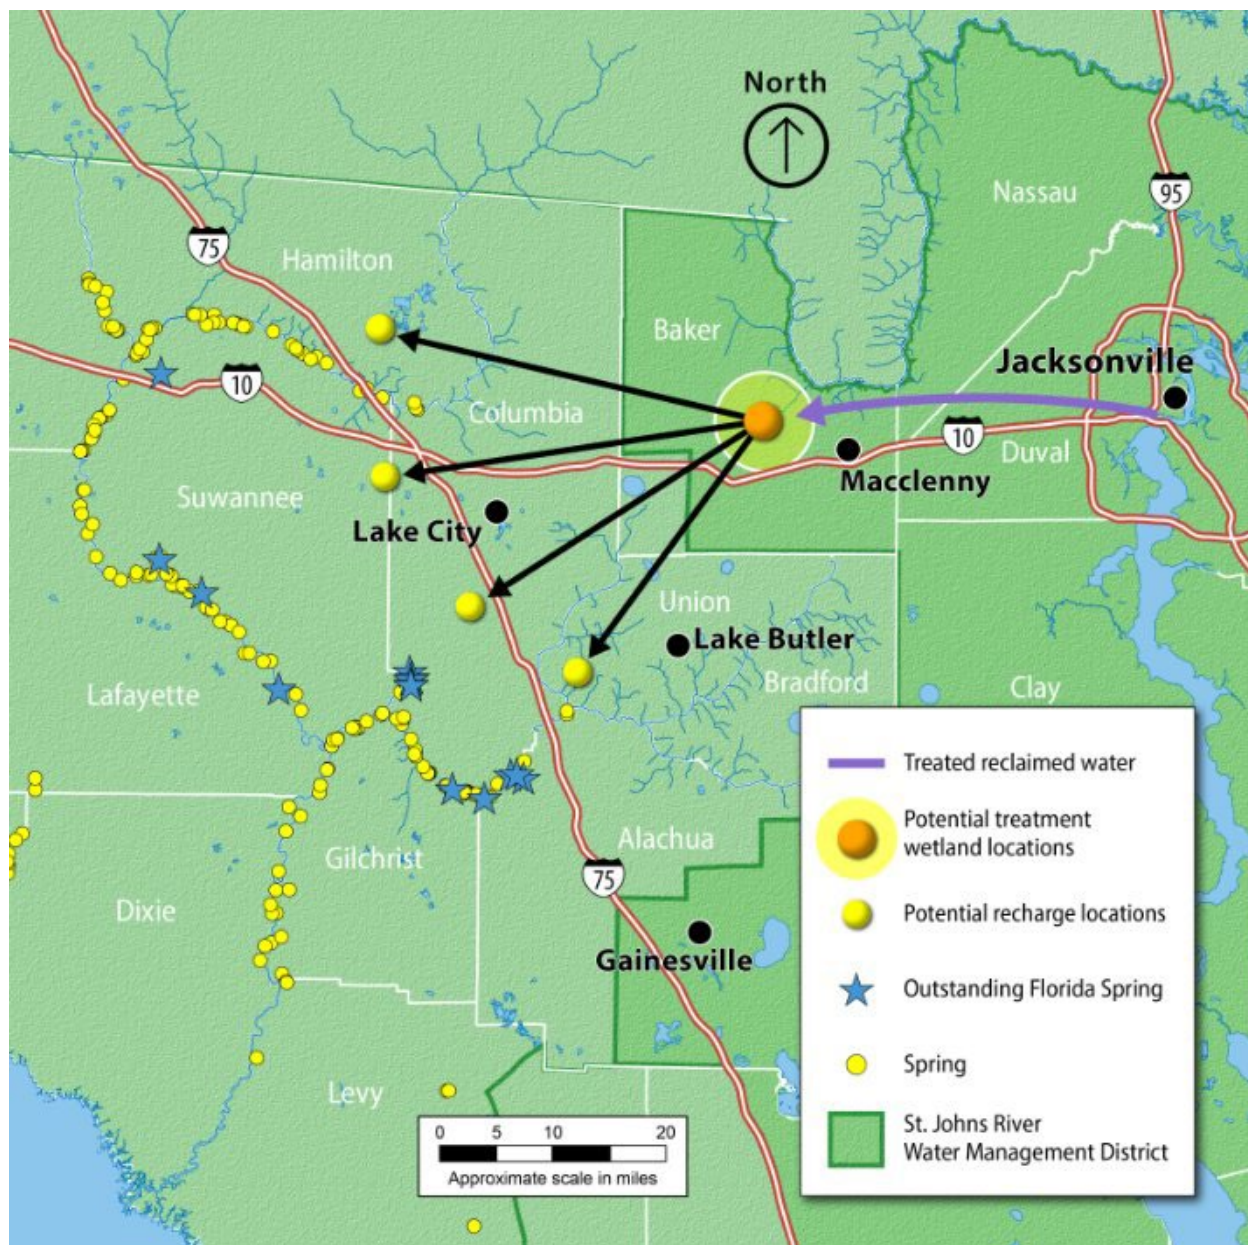 North
Nassau
95
75
Hamilton
Baker
Jacksonville
10
Columbia
10
Duval
Macclenny
Suwannee
Lake City
Union
Lake Butler
Lafayette
Bradford
Clay
Treated reclaimed water
Potential treatment
wetland locations
Alachua
Gilchrist
75
Dixie
Potential recharge locations
Gainesville
Outstanding Florida Spring
Spring
Levy
0 5 10 20
Approximate scale in miles
St. Johns River
Water Management District